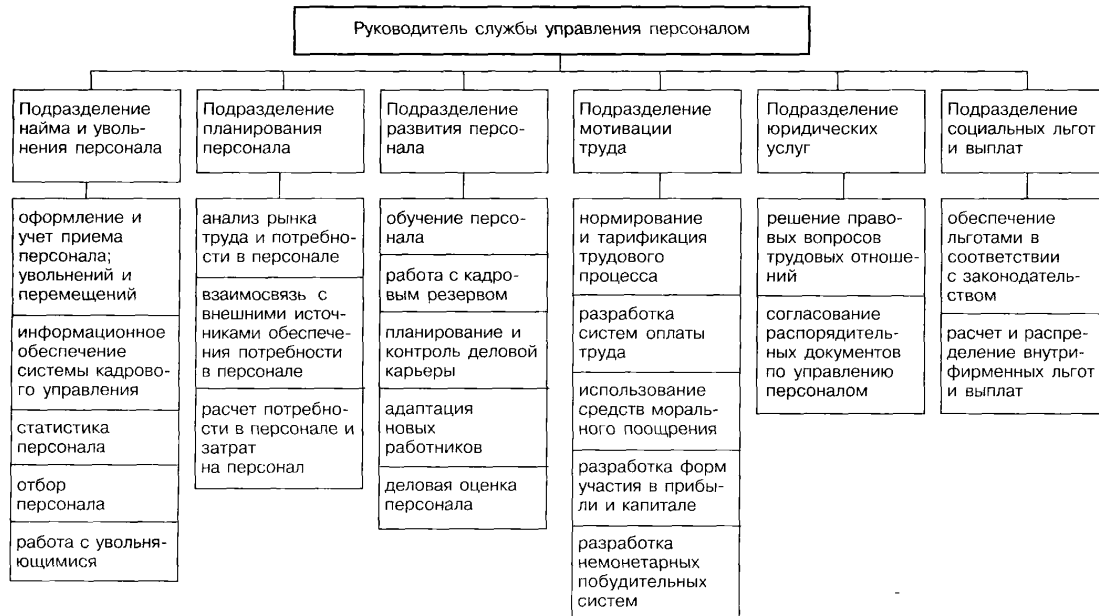 Руководитель службы управления персоналом
Подразделение
найма и уволь-
нения персонала
Подразделение
планирования
персонала
Подразделение
развития персо-
нала
Подразделение
мотивации
труда
Подразделение
юридических
услуг
Подразделение
социальных льгот
и выплат
оформление и
учет приема
персонала;
увольнений и
перемещений
информационное
обеспечение
системы кадрово-
го управления
статистика
персонала
отбор
персонала
работа с увольня-
ющимися
анализ рынка
труда и потребно-
сти в персонале
взаимосвязь с
внешними источ-
никами обеспече-
ния потребности
в персонале
расчет потребно-
сти в персонале и
затрат
на персонал
обучение персо-
нала
работа с кадро-
вым резервом
планирование и
контроль деловой
карьеры
адаптация
новых
работников
деловая оценка
персонала
нормирование
и тарификация
трудового
процесса
разработка
систем оплаты
труда
использование
средств мораль-
ного поощрения
разработка форм
участия в прибы-
ли и капитале
разработка
немонетарных
побудительных
систем
решение право-
вых вопросов
трудовых отноше-
ний
согласование
распорядитель-
ных документов
по управлению
персоналом
обеспечение
льготами в
соответствии
с законодатель-
ством
расчет и распре-
деление внутри-
фирменных льгот
и выплат